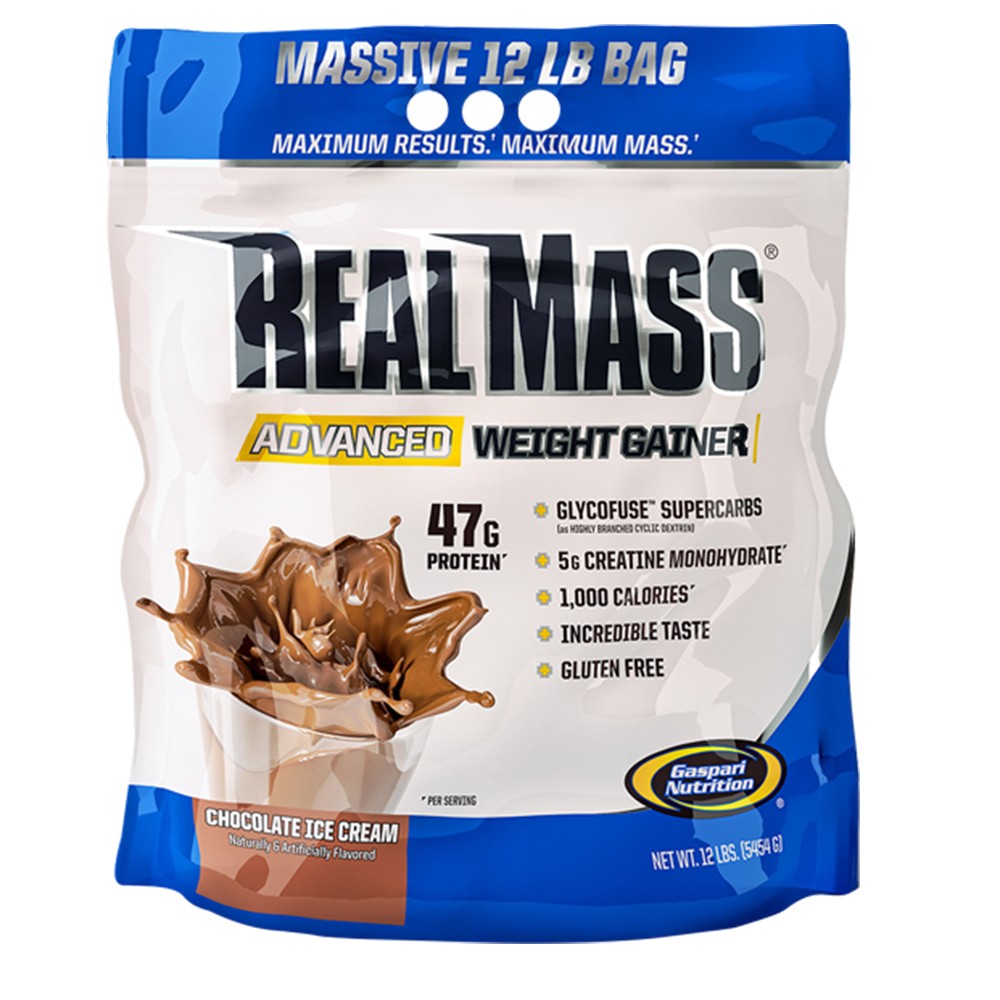 MASSIVE 12 LB BAG
MAXIMUM RESULTS.† MAXIMUM MASS.†
REAL MASS®
ADVANCED WEIGHT GAINER
47G
PROTEIN*
GLYCOFUSE™ SUPERCARBS
(as HIGHLY BRANCHED CYCLIC DEXTRIN)
5G CREATINE MONOHYDRATE*
1,000 CALORIES*
INCREDIBLE TASTE
GLUTEN FREE
Gaspari
Nutrition®
* PER SERVING
CHOCOLATE ICE CREAM
Naturally & Artificially Flavored
NET WT. 12 LBS. (5454 G)